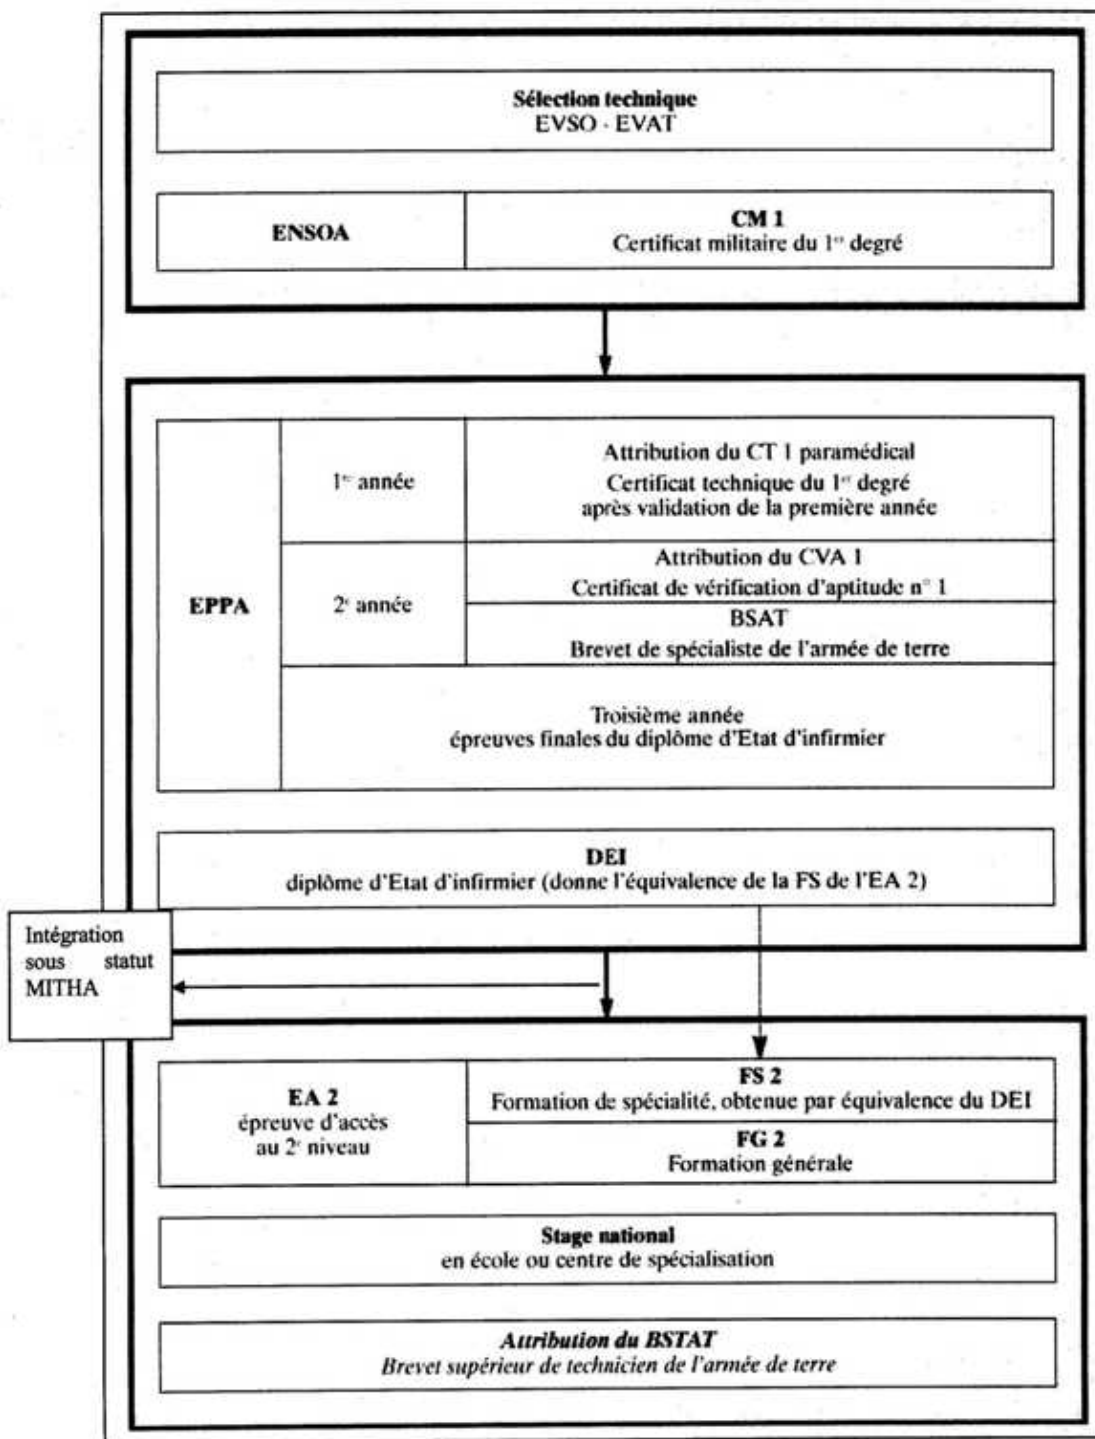 Sélection technique
EVSO - EVAT
ENSOA
CM 1
Certificat militaire du 1er degré
EPPA
1re année
Attribution du CT 1 paramédical
Certificat technique du 1er degré
après validation de la première année
2e année
Attribution du CVA 1
Certificat de vérification d'aptitude n° 1
BSAT
Brevet de spécialiste de l'armée de terre
Troisième année
épreuves finales du diplôme d'Etat d'infirmier
DEI
diplôme d'Etat d'infirmier (donne l'équivalence de la FS de l'EA 2)
Intégration
sous statut
MITHA
EA 2
épreuve d'accès
au 2e niveau
FS 2
Formation de spécialité, obtenue par équivalence du DEI
FG 2
Formation générale
Stage national
en école ou centre de spécialisation
Attribution du BSTAT
Brevet supérieur de technicien de l'armée de terre